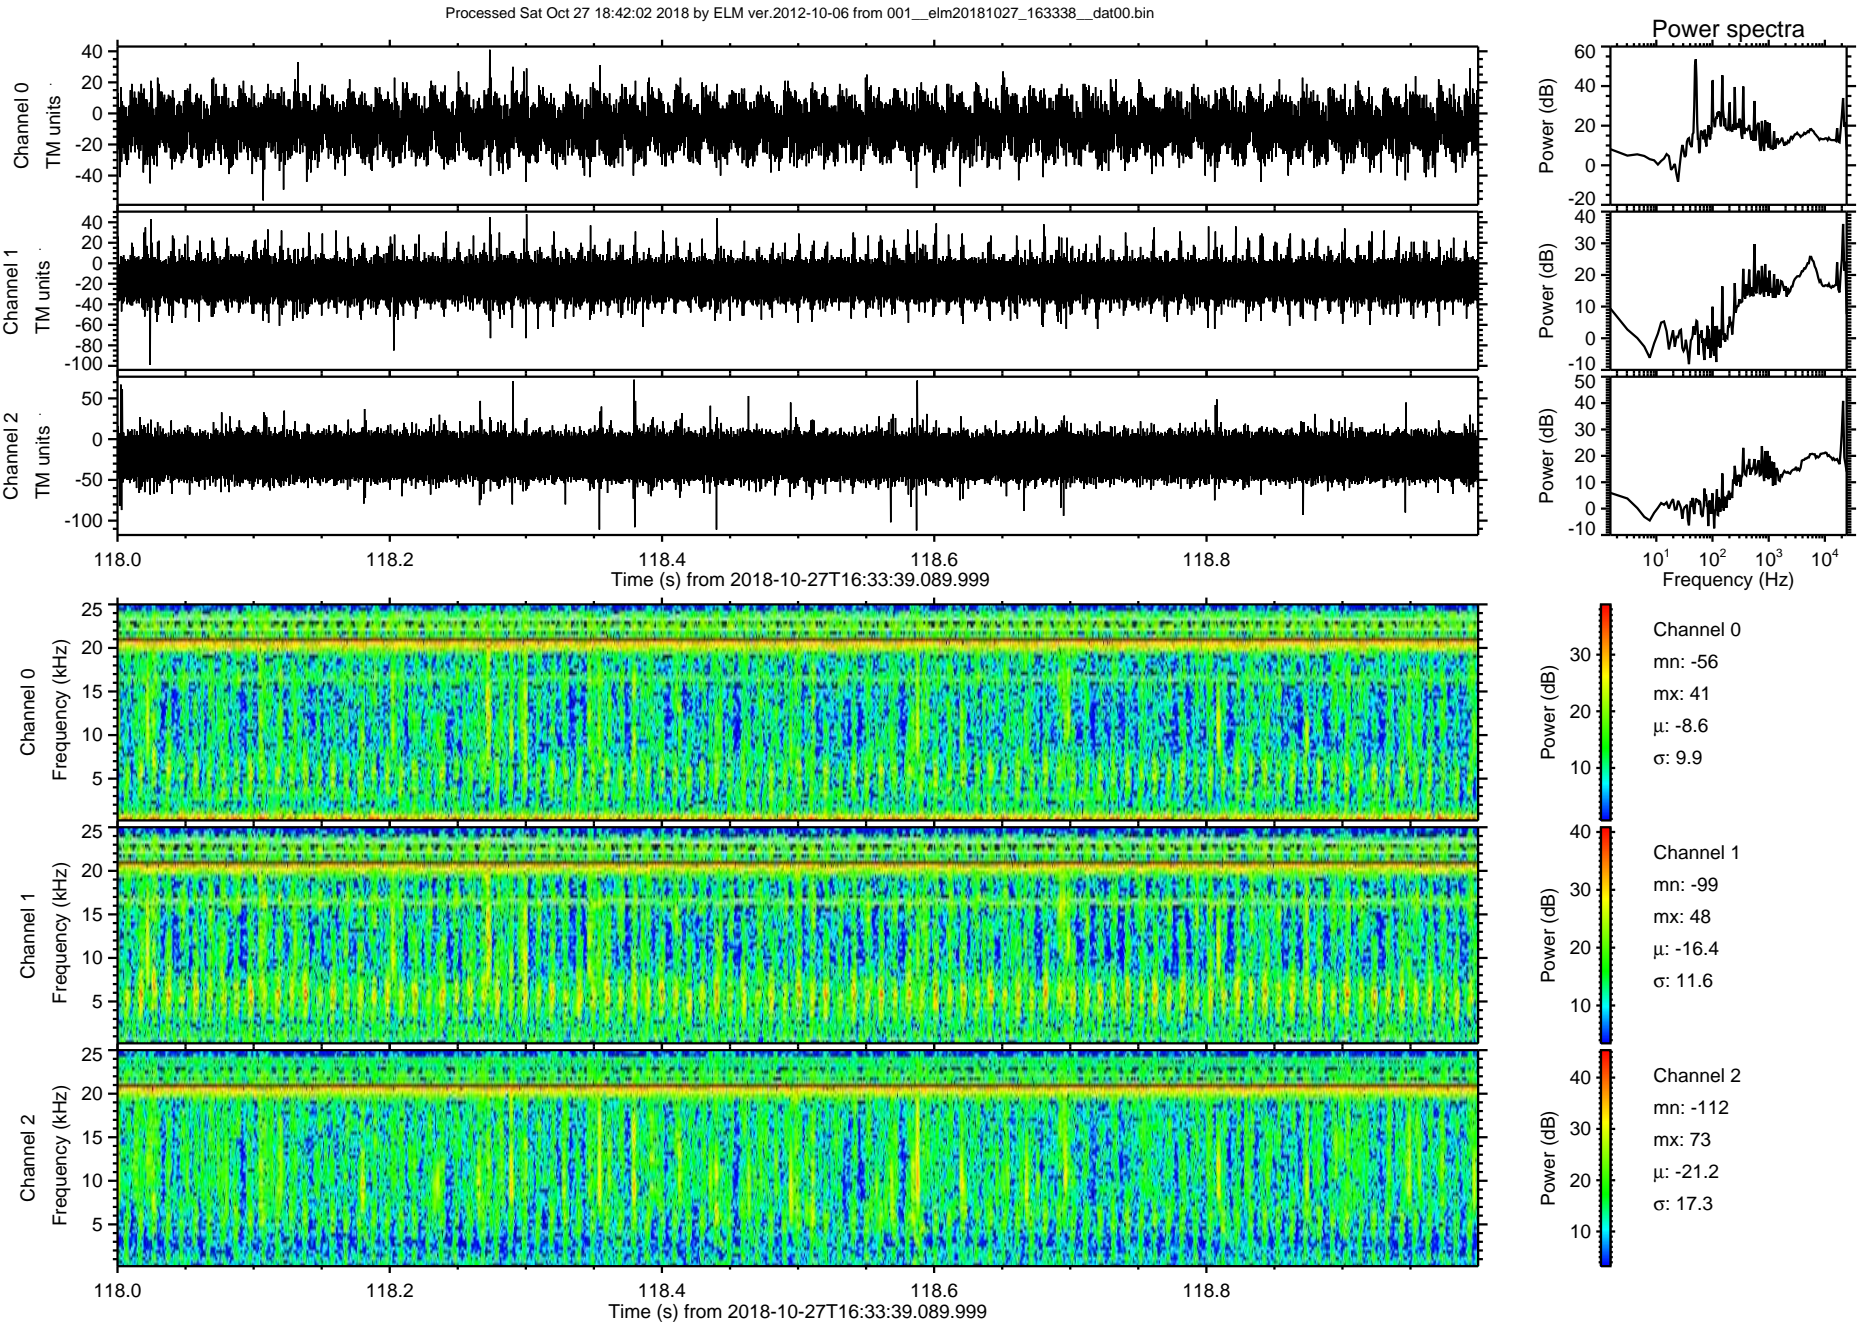 Processed Sat Oct 27 18:42:02 2018 by ELM ver.2012-10-06 from 001__elm20181027_163338__dat00.bin
Power spectra
Channel 0
TM units
40
20
0
-20
-40
Power (dB)
60
40
20
0
-20
Channel 1
TM units
40
20
0
-20
-40
-60
-80
-100
Power (dB)
40
30
20
10
0
-10
Channel 2
TM units
50
0
-50
-100
Power (dB)
50
40
30
20
10
0
-10
118.0 118.2 118.4 118.6 118.8
Time (s) from 2018-10-27T16:33:39.089.999
10^1 10^2 10^3 10^4
Frequency (Hz)
Channel 0
Frequency (kHz)
25
20
15
10
5
Power (dB)
30
20
10
Channel 0
mn: -56
mx: 41
μ: -8.6
σ: 9.9
Channel 1
Frequency (kHz)
25
20
15
10
5
Power (dB)
40
30
20
10
Channel 1
mn: -99
mx: 48
μ: -16.4
σ: 11.6
Channel 2
Frequency (kHz)
25
20
15
10
5
Power (dB)
40
30
20
10
Channel 2
mn: -112
mx: 73
μ: -21.2
σ: 17.3
118.0 118.2 118.4 118.6 118.8
Time (s) from 2018-10-27T16:33:39.089.999